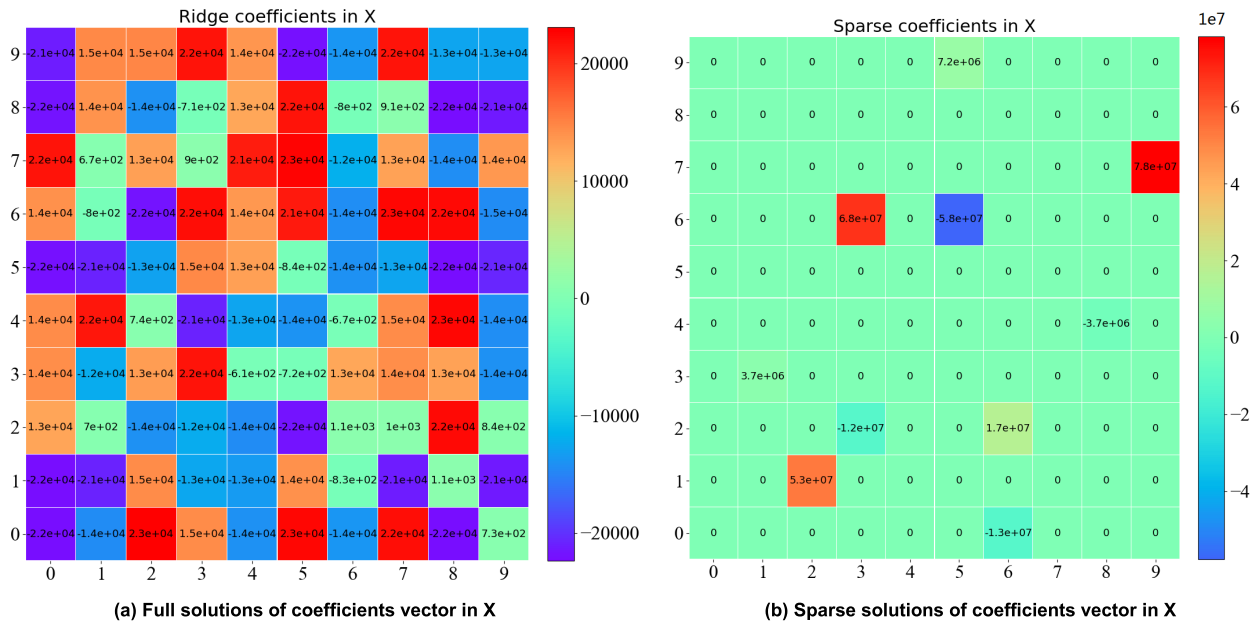 Ridge coefficients in X
9 -2.1e+04 1.5e+04 1.5e+04 2.2e+04 1.4e+04 -2.2e+04 -1.4e+04 2.2e+04 -1.3e+04 -1.3e+04
8 -2.2e+04 1.4e+04 -1.4e+04 -7.1e+02 1.3e+04 2.2e+04 -8e+02 9.1e+02 -2.2e+04 -2.1e+04
7 2.2e+04 6.7e+02 1.3e+04 9e+02 2.1e+04 2.3e+04 -1.2e+04 1.3e+04 -1.4e+04 1.4e+04
6 1.4e+04 -8e+02 -2.2e+04 2.2e+04 1.4e+04 2.1e+04 -1.4e+04 2.3e+04 2.2e+04 -1.5e+04
5 -2.2e+04 -2.1e+04 -1.3e+04 1.5e+04 1.3e+04 -8.4e+02 -1.4e+04 -1.3e+04 -2.2e+04 -2.1e+04
4 1.4e+04 2.2e+04 7.4e+02 -2.1e+04 -1.3e+04 -1.4e+04 -6.7e+02 1.5e+04 2.3e+04 -1.4e+04
3 1.4e+04 -1.2e+04 1.3e+04 2.2e+04 -6.1e+02 -7.2e+02 1.3e+04 1.4e+04 1.3e+04 -1.4e+04
2 1.3e+04 7e+02 -1.4e+04 -1.2e+04 -1.4e+04 -2.2e+04 1.1e+03 1e+03 2.2e+04 8.4e+02
1 -2.2e+04 -2.1e+04 1.5e+04 -1.3e+04 -1.3e+04 1.4e+04 -8.3e+02 -2.1e+04 1.1e+03 -2.1e+04
0 -2.2e+04 -1.4e+04 2.3e+04 1.5e+04 -1.4e+04 2.3e+04 -1.4e+04 2.2e+04 -2.2e+04 7.3e+02
0 1 2 3 4 5 6 7 8 9
20000
10000
0
−10000
−20000
(a) Full solutions of coefficients vector in X
Sparse coefficients in X
9 0 0 0 0 0 7.2e+06 0 0 0 0
8 0 0 0 0 0 0 0 0 0 0
7 0 0 0 0 0 0 0 0 0 7.8e+07
6 0 0 0 6.8e+07 0 -5.8e+07 0 0 0 0
5 0 0 0 0 0 0 0 0 0 0
4 0 0 0 0 0 0 0 0 -3.7e+06 0
3 0 3.7e+06 0 0 0 0 0 0 0 0
2 0 0 0 -1.2e+07 0 0 1.7e+07 0 0 0
1 0 0 5.3e+07 0 0 0 0 0 0 0
0 0 0 0 0 0 0 -1.3e+07 0 0 0
0 1 2 3 4 5 6 7 8 9
1e7
6
4
2
0
−2
−4
(b) Sparse solutions of coefficients vector in X